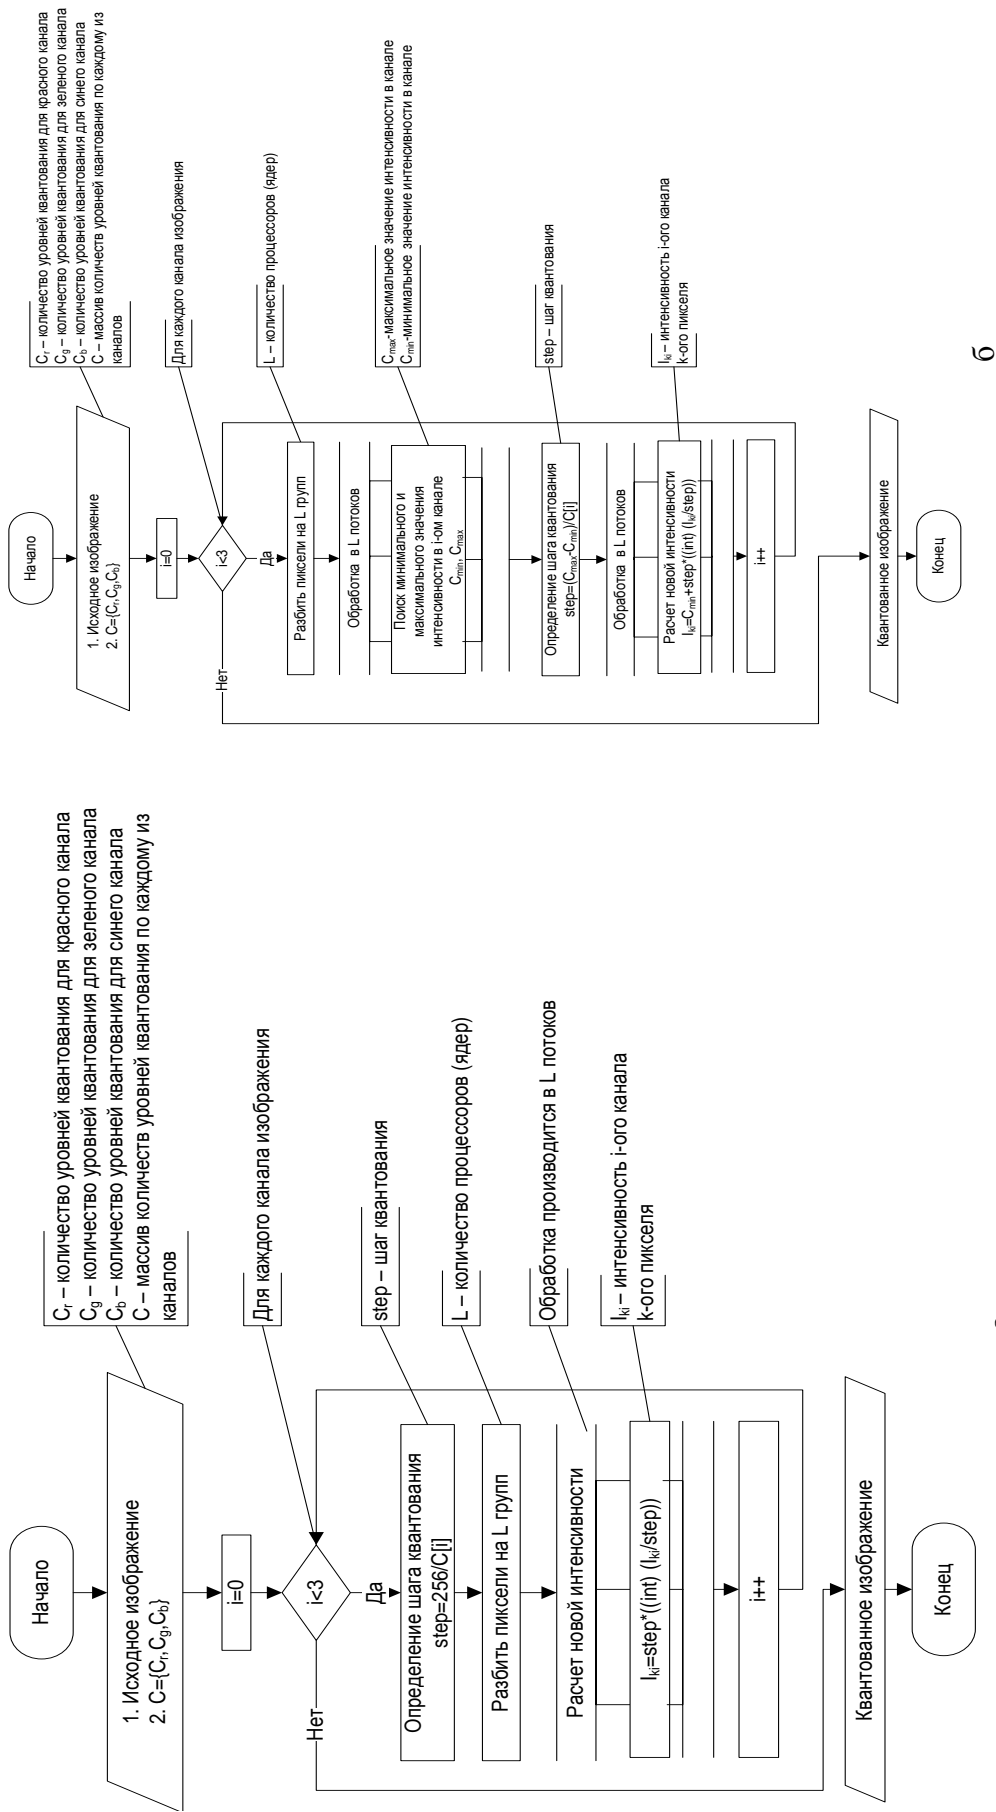 Начало
1. Исходное изображение
2. C={Cr,Cg,Cb}
Cr – количество уровней квантования для красного канала
Cg – количество уровней квантования для зеленого канала
Cb – количество уровней квантования для синего канала
C – массив количеств уровней квантования по каждому из
каналов
i=0
i<3
Для каждого канала изображения
Да
Нет
Определение шага квантования
step=256/C[i]
step – шаг квантования
Разбить пиксели на L групп
L – количество процессоров (ядер)
Расчет новой интенсивности
Обработка производится в L потоков
Iki=step*((int) (Iki/step))
Iki – интенсивность i-ого канала
k-ого пикселя
i++
Квантованное изображение
Конец
Начало
1. Исходное изображение
2. C={Cr,Cg,Cb}
Cr – количество уровней квантования для красного канала
Cg – количество уровней квантования для зеленого канала
Cb – количество уровней квантования для синего канала
C – массив количеств уровней квантования по каждому из
каналов
i=0
i<3
Для каждого канала изображения
Да
Нет
Разбить пиксели на L групп
L – количество процессоров (ядер)
Обработка в L потоков
Поиск минимального и
максимального значения
интенсивности в i-ом канале
Cmin, Cmax
Cmax-максимальное значение интенсивности в канале
Cmin-минимальное значение интенсивности в канале
Определение шага квантования
step=(Cmax-Cmin)/C[i]
step – шаг квантования
Обработка в L потоков
Расчет новой интенсивности
Iki=Cmin+step*((int) (Iki/step))
Iki – интенсивность i-ого канала
k-ого пикселя
i++
Квантованное изображение
Конец
б